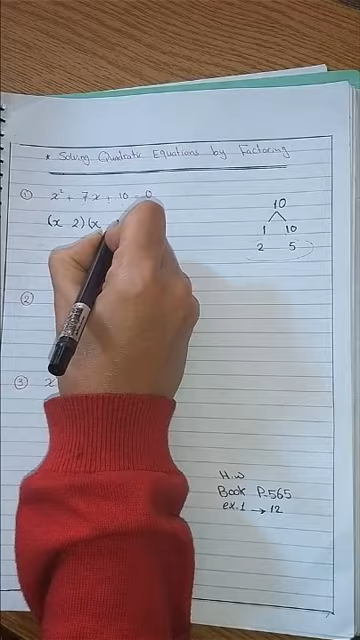 * Solving Quadratic Equations by Factoring
① x² + 7x + 10 = 0
(x 2)(x
10
1 10
2 5
②
③ x
H.W
Book P.565
ex. 1 → 12